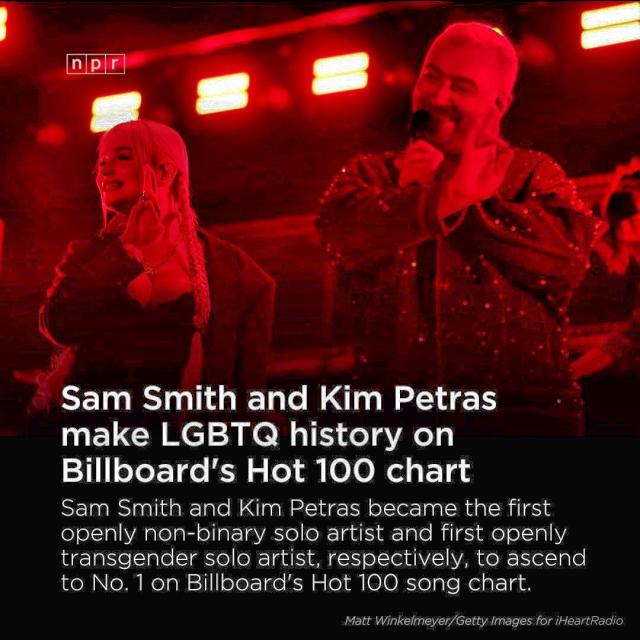 npr
Sam Smith and Kim Petras
make LGBTQ history on
Billboard's Hot 100 chart
Sam Smith and Kim Petras became the first
openly non-binary solo artist and first openly
transgender solo artist, respectively, to ascend
to No. 1 on Billboard's Hot 100 song chart.
Matt Winkelmeyer/Getty Images for iHeartRadio